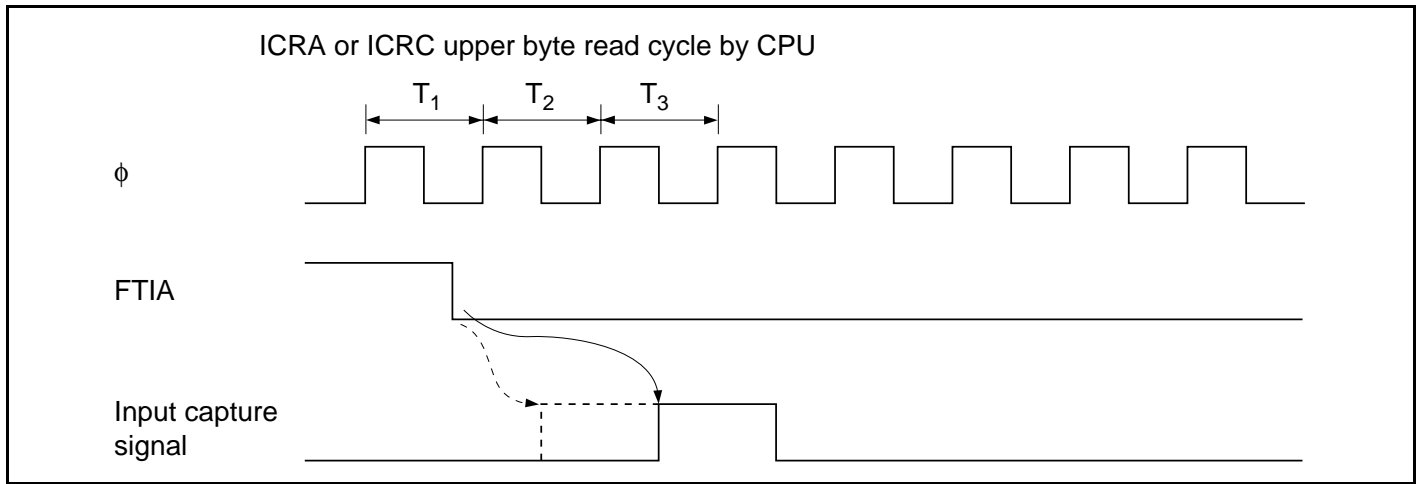 ICRA or ICRC upper byte read cycle by CPU
T₁ T₂ T₃
ϕ
FTIA
Input capture
signal